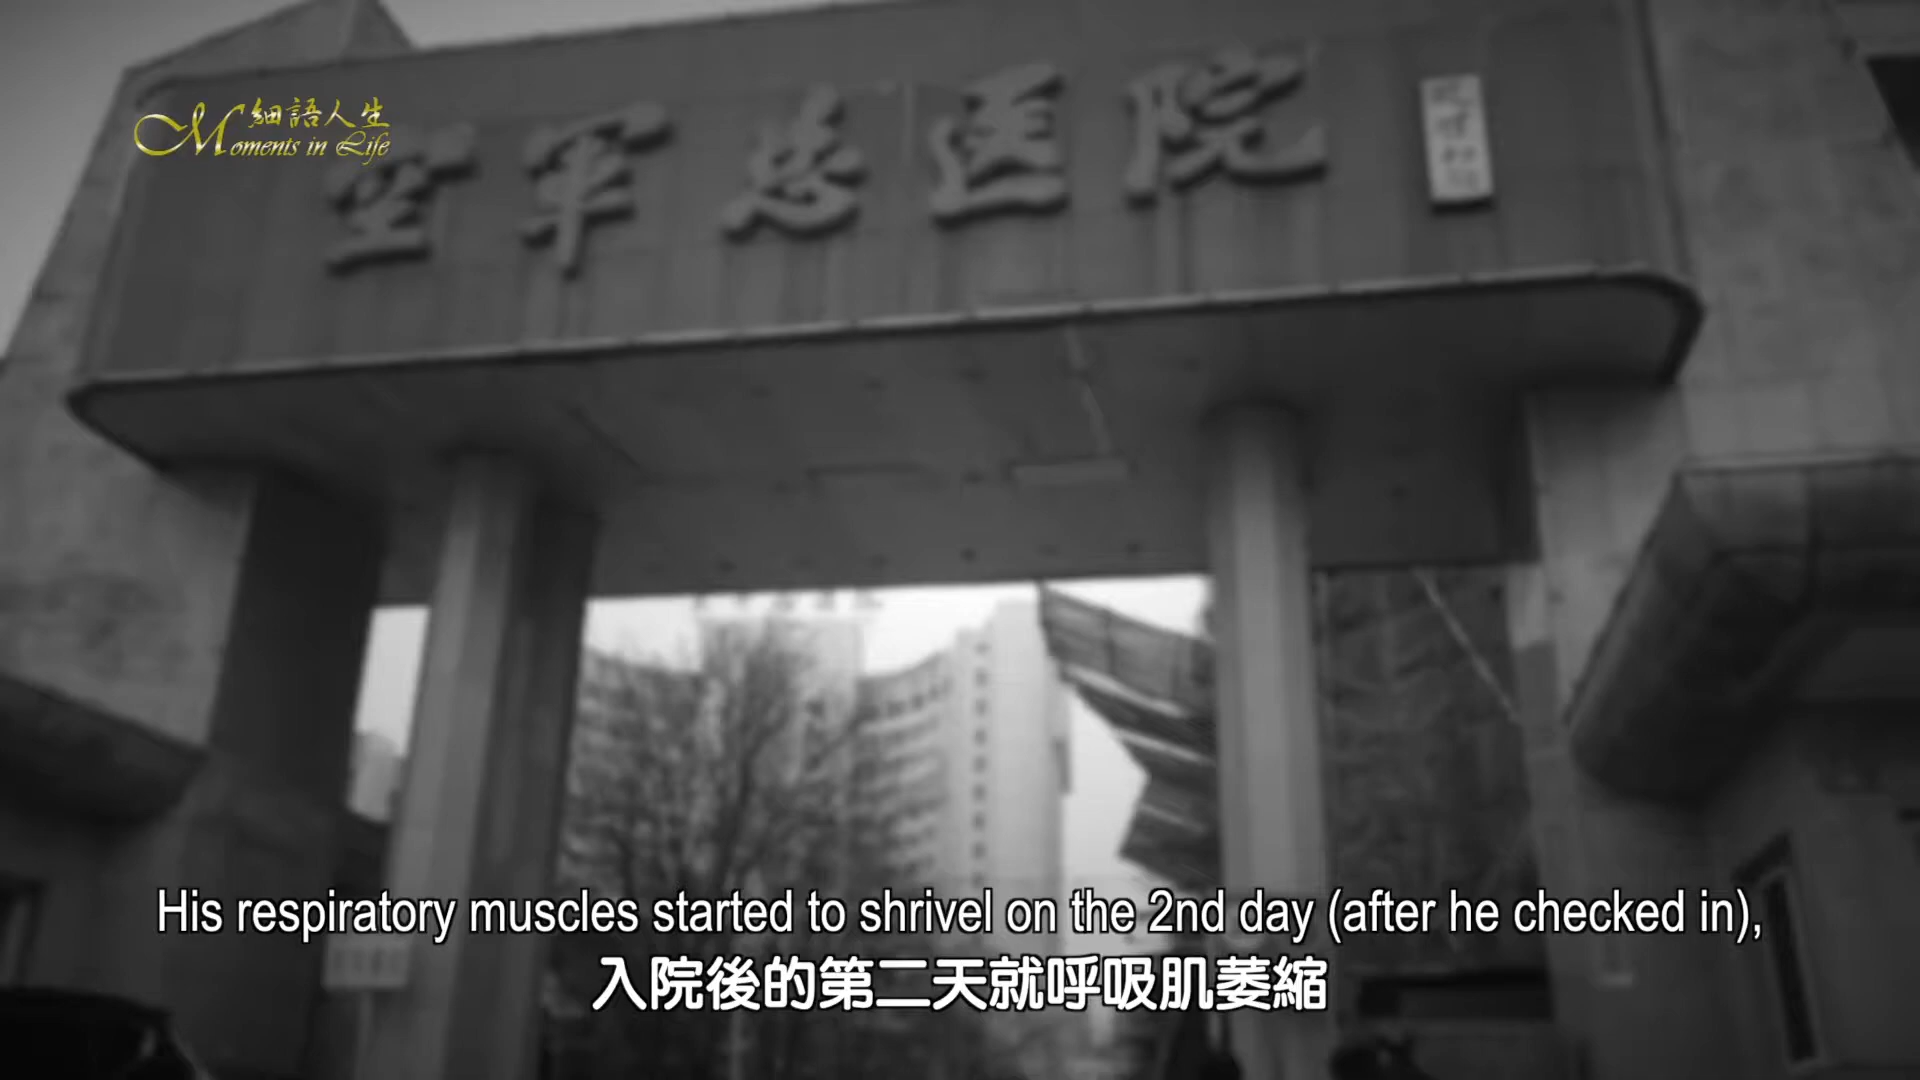 細語人生
Moments in Life
空军总医院
His respiratory muscles started to shrivel on the 2nd day (after he checked in),
入院後的第二天就呼吸肌萎縮